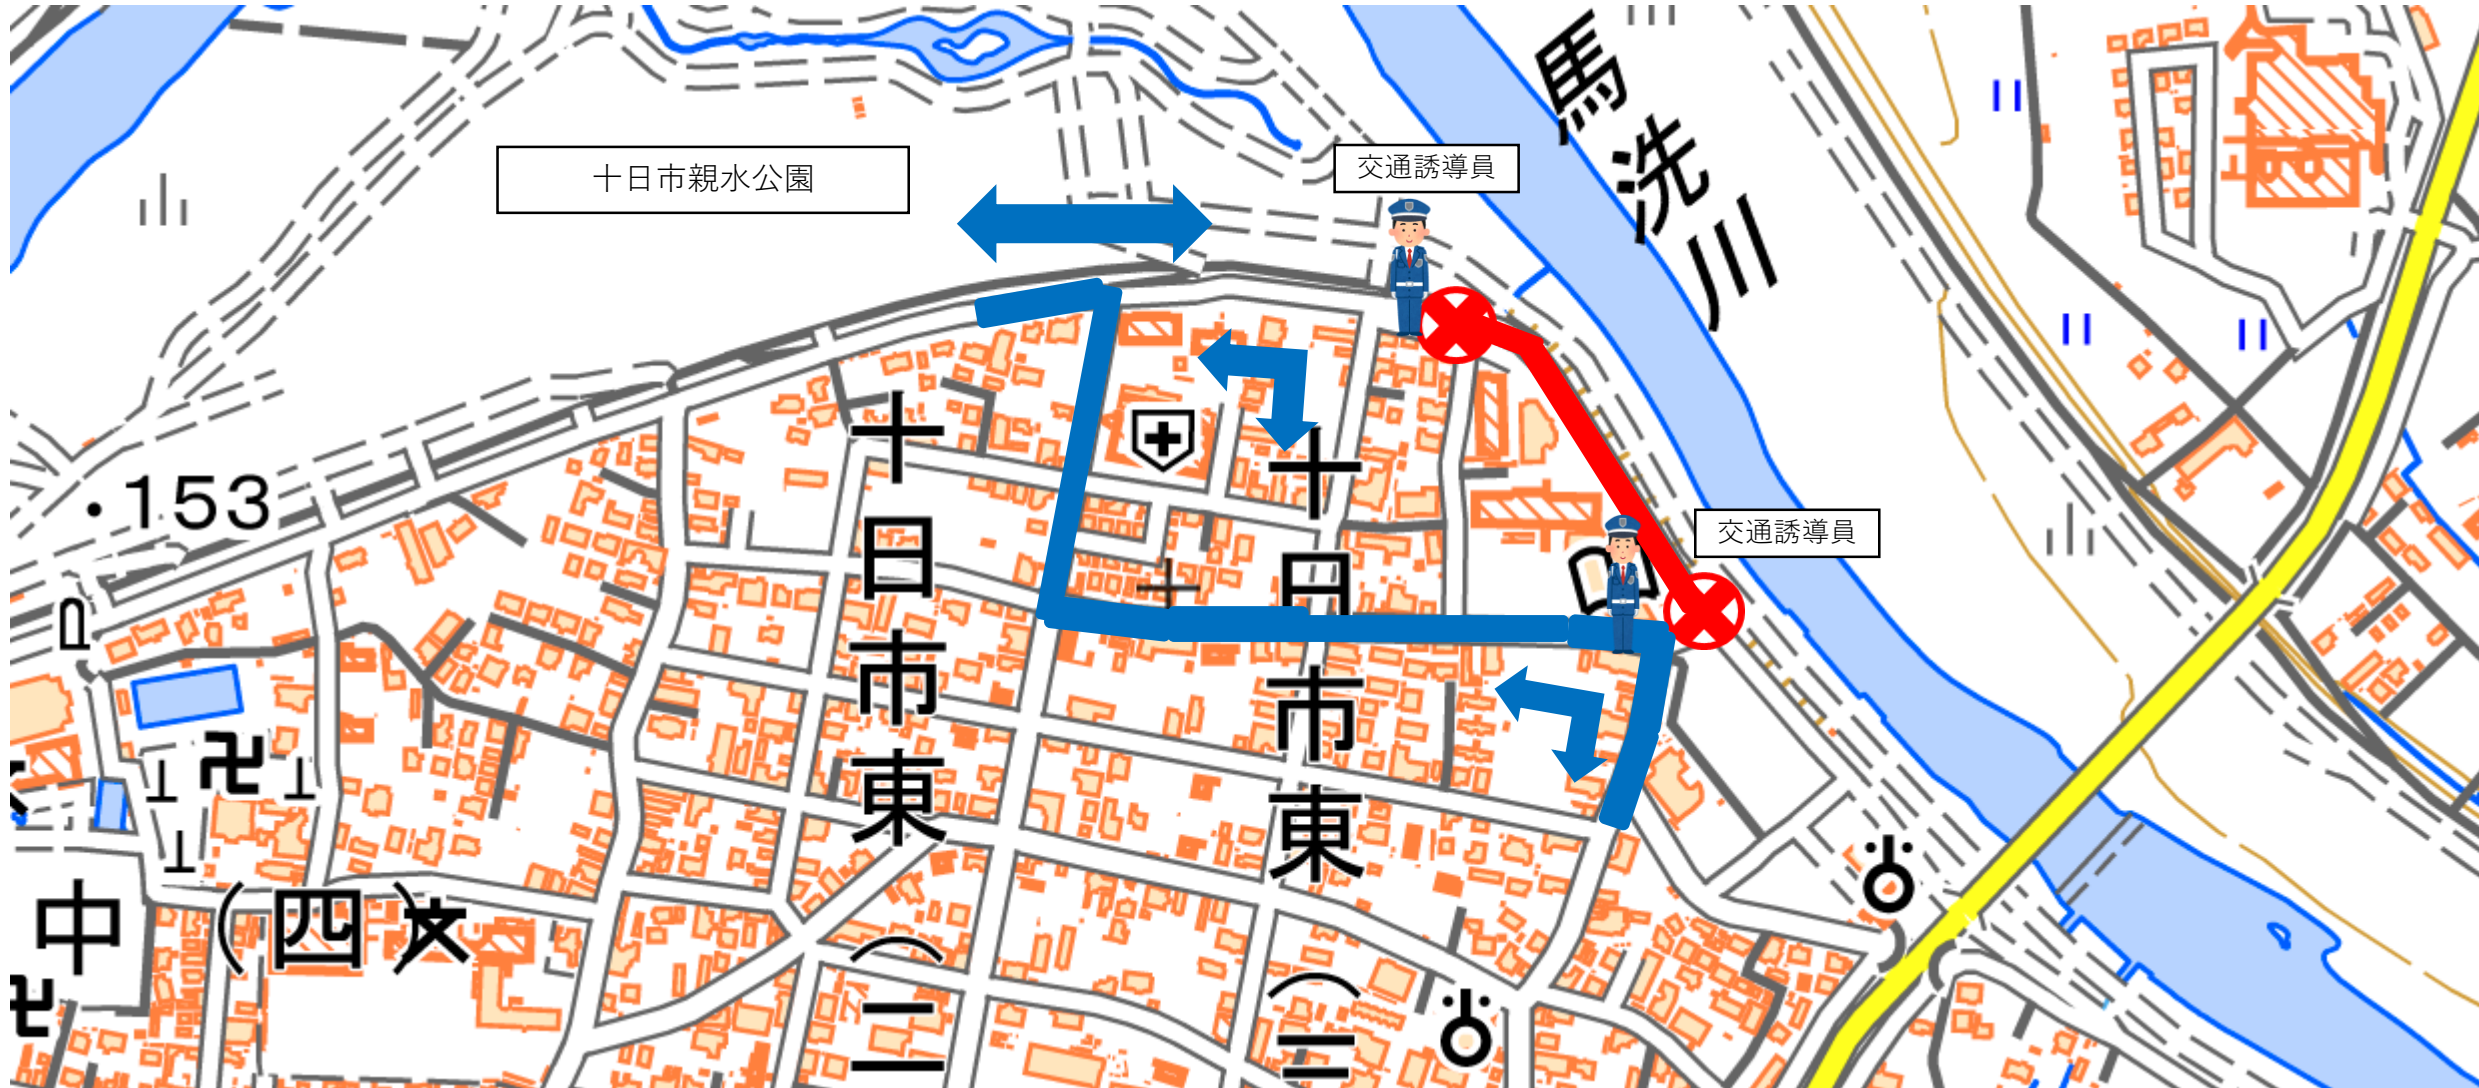 十日市親水公園
交通誘導員
馬洗川
交通誘導員
・153
十日市東(二
十日市東(三
中(四)